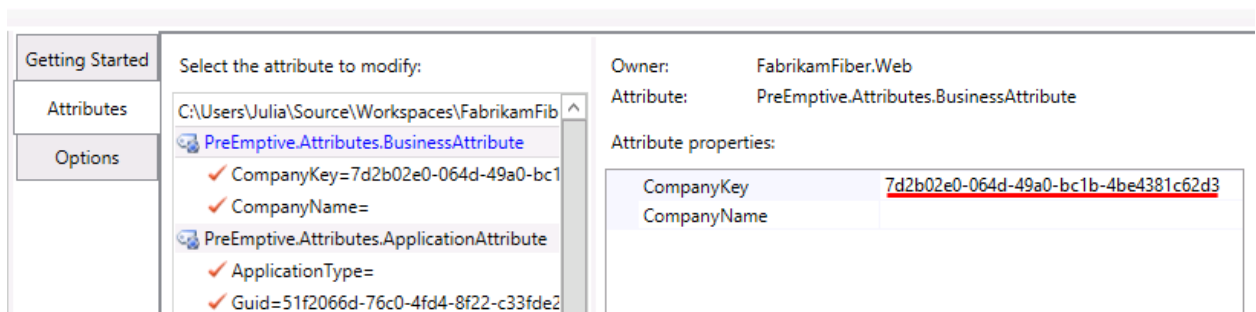 Getting Started
Attributes
Options
Select the attribute to modify:
C:\Users\Julia\Source\Workspaces\FabrikamFib
PreEmptive.Attributes.BusinessAttribute
CompanyKey=7d2b02e0-064d-49a0-bc1
CompanyName=
PreEmptive.Attributes.ApplicationAttribute
ApplicationType=
Guid=51f2066d-76c0-4fd4-8f22-c33fde2
Owner: FabrikamFiber.Web
Attribute: PreEmptive.Attributes.BusinessAttribute
Attribute properties:
CompanyKey 7d2b02e0-064d-49a0-bc1b-4be4381c62d3
CompanyName